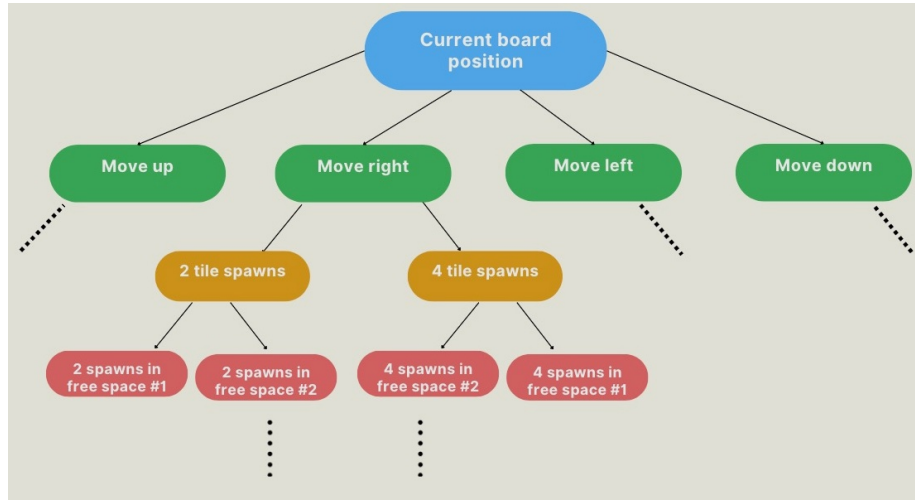 Current board
position
Move up
Move right
Move left
Move down
2 tile spawns
4 tile spawns
2 spawns in
free space #1
2 spawns in
free space #2
4 spawns in
free space #2
4 spawns in
free space #1